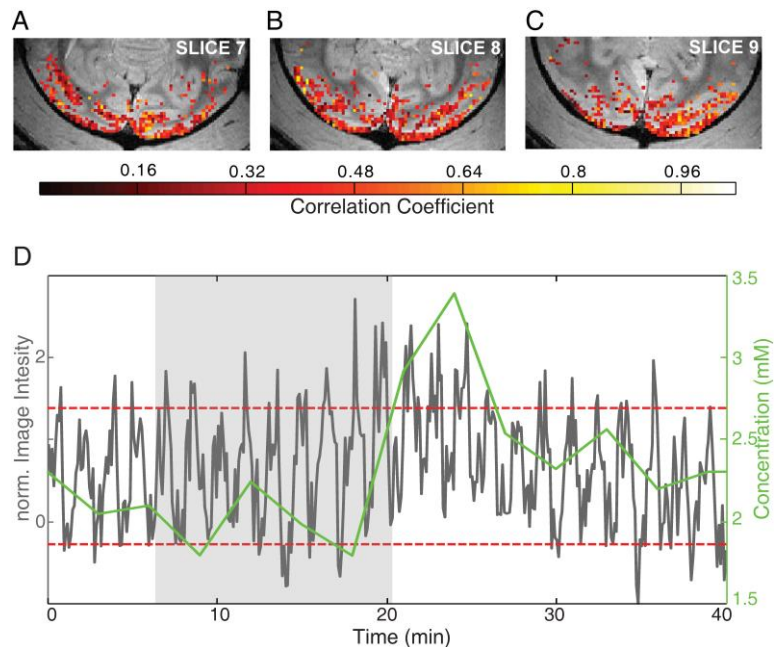 A
B
C
SLICE 7
SLICE 8
SLICE 9
0.16 0.32 0.48 0.64 0.8 0.96
Correlation Coefficient
D
norm. Image Intesity
2
0
3.5
3
2.5
2
1.5
Concentration (mM)
0 10 20 30 40
Time (min)